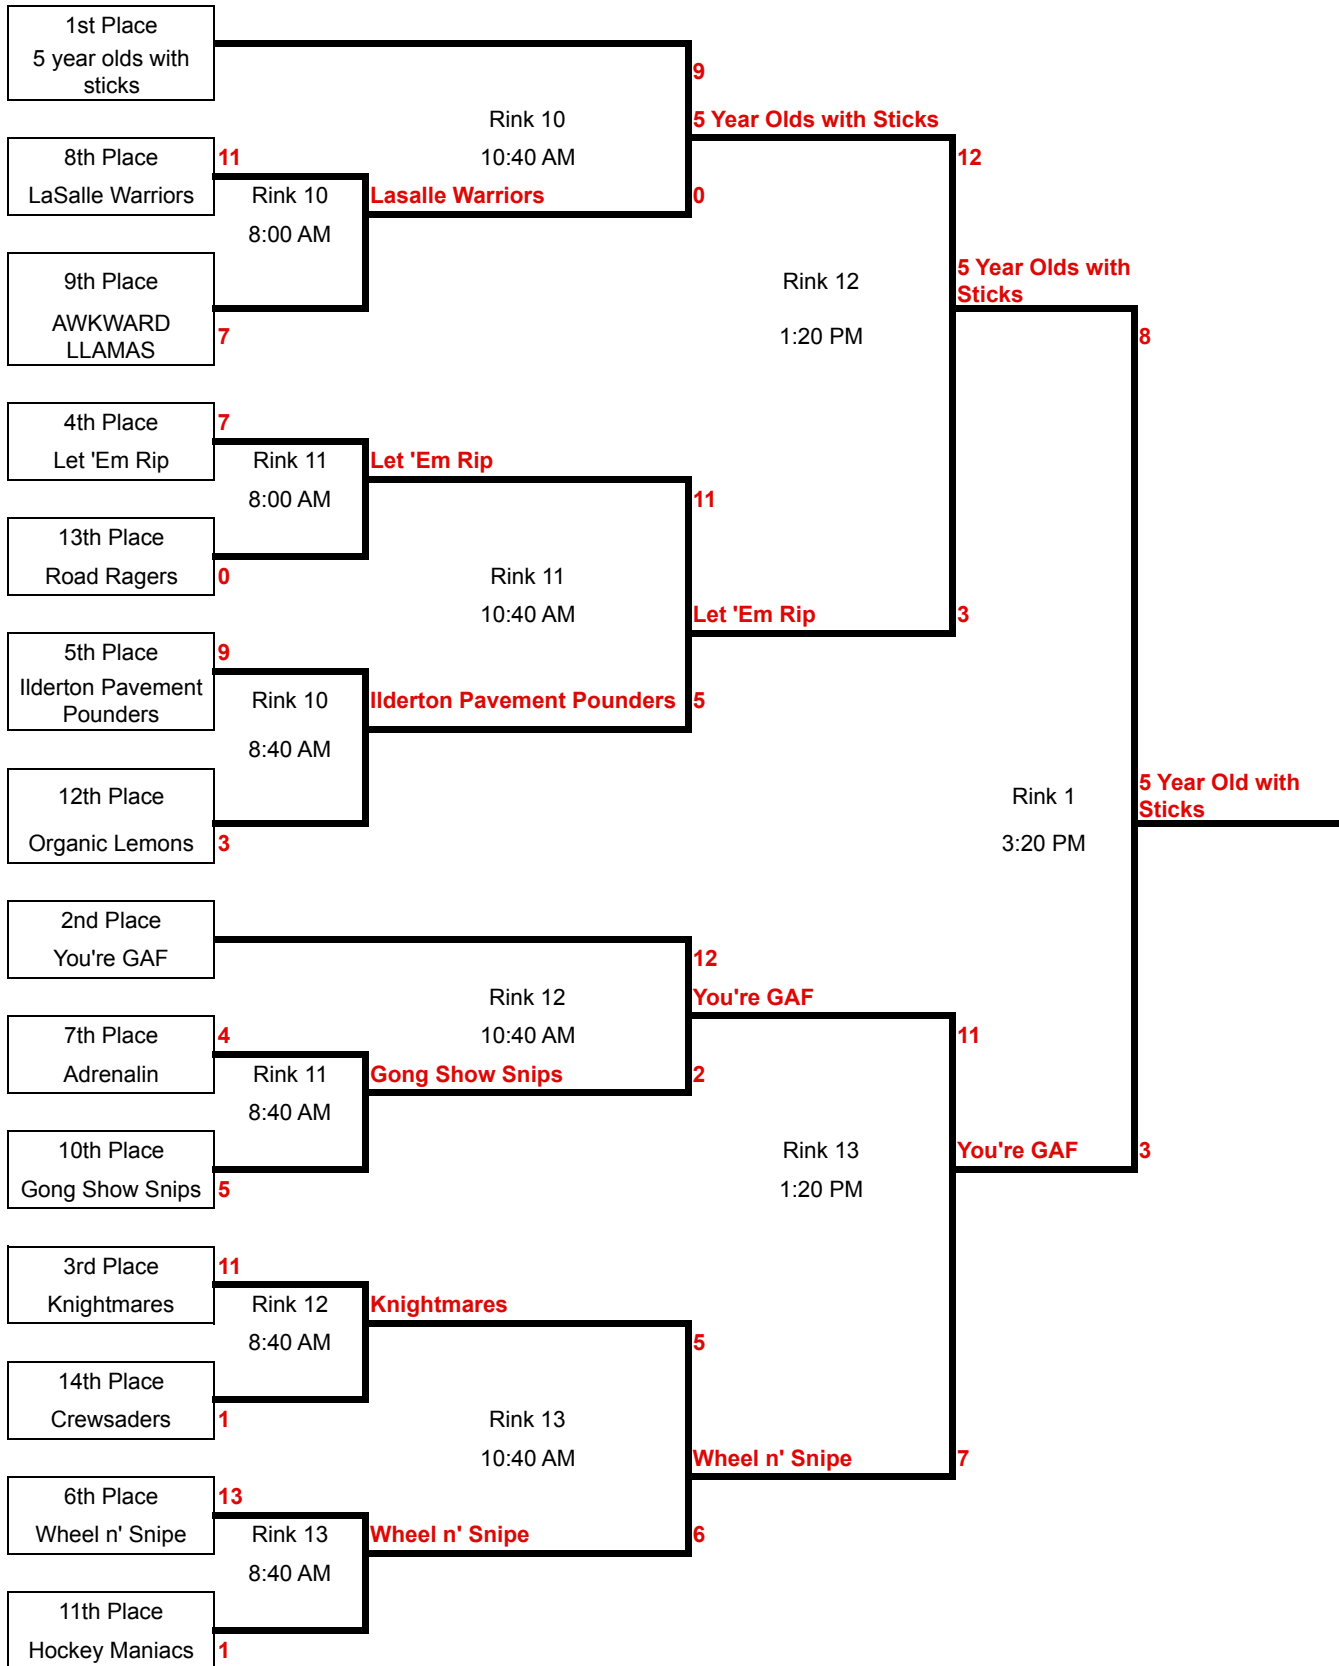 1st Place
5 year olds with
sticks
9
Rink 10
5 Year Olds with Sticks
8th Place
11
10:40 AM
12
LaSalle Warriors
Rink 10
Lasalle Warriors
0
8:00 AM
9th Place
Rink 12
5 Year Olds with
Sticks
AWKWARD
LLAMAS
7
1:20 PM
8
4th Place
7
Let 'Em Rip
Rink 11
Let 'Em Rip
8:00 AM
11
13th Place
Road Ragers
0
Rink 11
10:40 AM
Let 'Em Rip
3
5th Place
9
Ilderton Pavement
Pounders
Rink 10
Ilderton Pavement Pounders
5
8:40 AM
12th Place
Rink 1
5 Year Old with
Sticks
Organic Lemons
3
3:20 PM
2nd Place
You're GAF
12
Rink 12
You're GAF
7th Place
4
10:40 AM
11
Adrenalin
Rink 11
Gong Show Snips
2
8:40 AM
10th Place
Rink 13
You're GAF
3
Gong Show Snips
5
1:20 PM
3rd Place
11
Knightmares
Rink 12
Knightmares
8:40 AM
5
14th Place
Crewsaders
1
Rink 13
10:40 AM
Wheel n' Snipe
7
6th Place
13
Wheel n' Snipe
Rink 13
Wheel n' Snipe
6
8:40 AM
11th Place
Hockey Maniacs
1